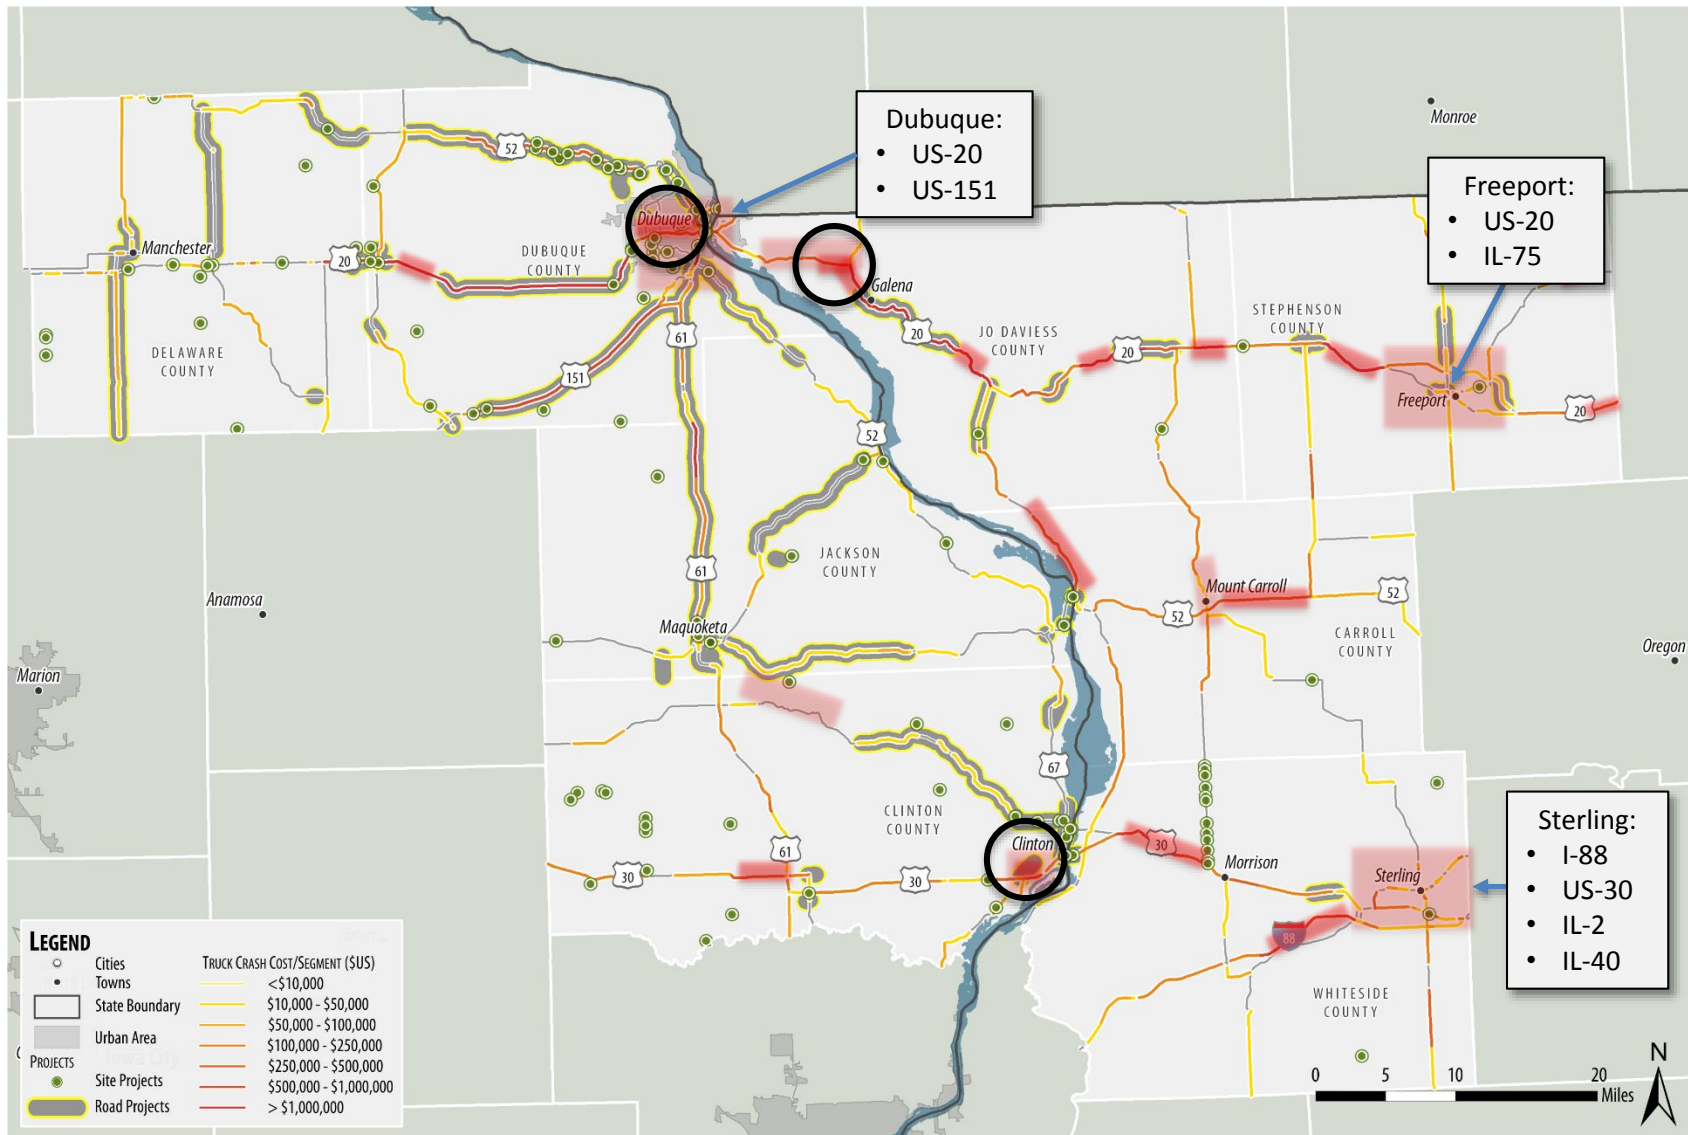 Monroe
Dubuque:
• US-20
• US-151
Freeport:
• US-20
• IL-75
52
Dubuque
Manchester
DUBUQUE
COUNTY
20
Galena
STEPHENSON
COUNTY
JO DAVIESS
COUNTY
20
20
61
DELAWARE
COUNTY
151
Freeport
20
52
JACKSON
COUNTY
61
Anamosa
Mount Carroll
52
52
Maquoketa
CARROLL
COUNTY
Oregon
Marion
67
CLINTON
COUNTY
Clinton
61
30
30
30
Morrison
Sterling
Sterling:
• I-88
• US-30
• IL-2
• IL-40
88
WHITESIDE
COUNTY
LEGEND
Cities
Towns
State Boundary
Urban Area
PROJECTS
Site Projects
Road Projects
TRUCK CRASH COST/SEGMENT ($US)
<$10,000
$10,000 - $50,000
$50,000 - $100,000
$100,000 - $250,000
$250,000 - $500,000
$500,000 - $1,000,000
> $1,000,000
Iowa City
N
0 5 10 20
Miles